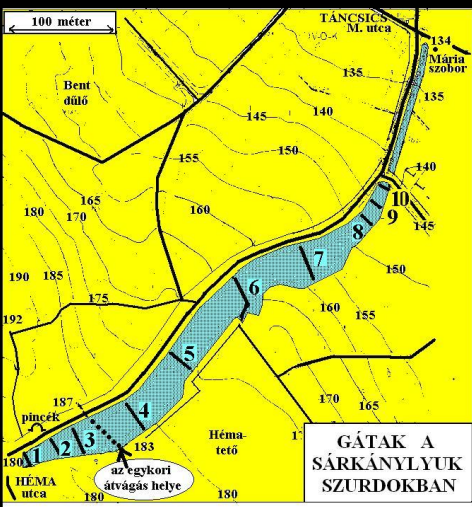 100 méter
TÁNCSICS
M. utca
134
Mária
szobor
Bent
dűlő
135
135
140
145
155
150
140
165
180
170
160
10
9
145
8
190
185
7
150
175
6
192
160
155
5
187
170
165
pincék
4
183
Héma-
tető
180
1
2
3
HÉMA
utca
180
az egykori
átvágás helye
180
GÁTAK A
SÁRKÁNYLYUK
SZURDOKBAN